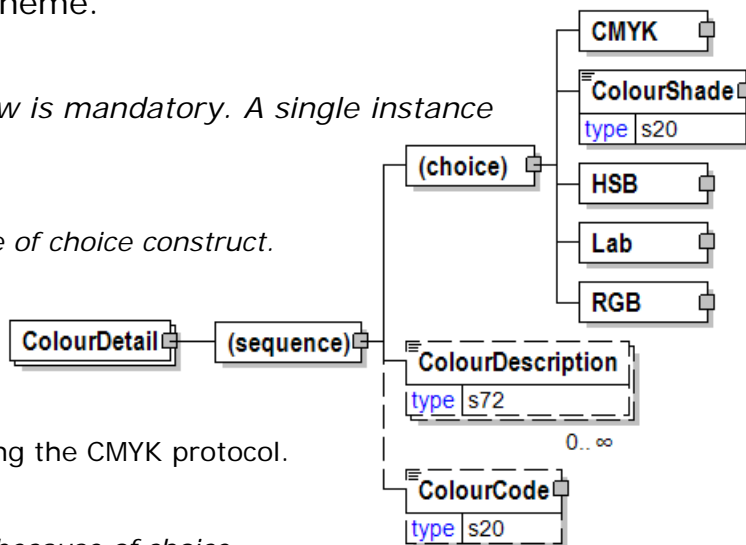 CMYK
w is mandatory. A single instance
ColourShade
type s20
(choice)
HSB
e of choice construct.
Lab
RGB
ColourDetail
(sequence)
ColourDescription
type s72
0.. ∞
ng the CMYK protocol.
ColourCode
type s20